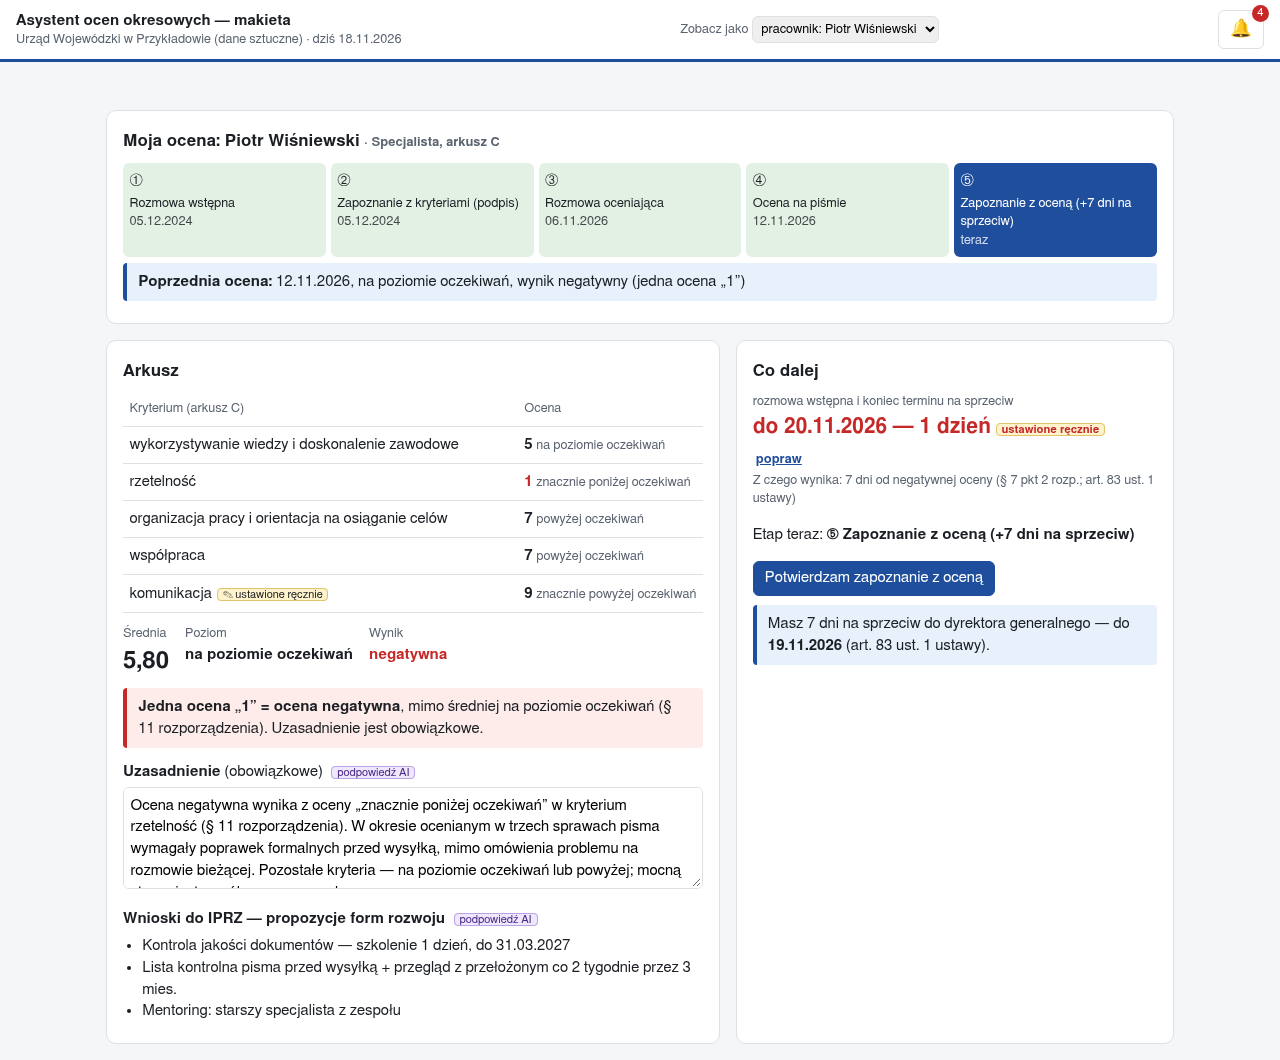 Asystent ocen okresowych — makieta
Urząd Wojewódzki w Przykładowie (dane sztuczne) · dziś 18.11.2026
Zobacz jako pracownik: Piotr Wiśniewski
🔔 4
Moja ocena: Piotr Wiśniewski · Specjalista, arkusz C
①
Rozmowa wstępna
05.12.2024
②
Zapoznanie z kryteriami (podpis)
05.12.2024
③
Rozmowa oceniająca
06.11.2026
④
Ocena na piśmie
12.11.2026
⑤
Zapoznanie z oceną (+7 dni na
sprzeciw)
teraz
Poprzednia ocena: 12.11.2026, na poziomie oczekiwań, wynik negatywny (jedna ocena „1”)
Arkusz
Kryterium (arkusz C) Ocena
wykorzystywanie wiedzy i doskonalenie zawodowe 5 na poziomie oczekiwań
rzetelność 1 znacznie poniżej oczekiwań
organizacja pracy i orientacja na osiąganie celów 7 powyżej oczekiwań
współpraca 7 powyżej oczekiwań
komunikacja ✎ ustawione ręcznie 9 znacznie powyżej oczekiwań
Średnia Poziom Wynik
5,80 na poziomie oczekiwań negatywna
Jedna ocena „1” = ocena negatywna, mimo średniej na poziomie oczekiwań (§
11 rozporządzenia). Uzasadnienie jest obowiązkowe.
Uzasadnienie (obowiązkowe) podpowiedź AI
Ocena negatywna wynika z oceny „znacznie poniżej oczekiwań” w kryterium
rzetelność (§ 11 rozporządzenia). W okresie ocenianym w trzech sprawach pisma
wymagały poprawek formalnych przed wysyłką, mimo omówienia problemu na
rozmowie bieżącej. Pozostałe kryteria — na poziomie oczekiwań lub powyżej; mocną
Wnioski do IPRZ — propozycje form rozwoju podpowiedź AI
• Kontrola jakości dokumentów — szkolenie 1 dzień, do 31.03.2027
• Lista kontrolna pisma przed wysyłką + przegląd z przełożonym co 2 tygodnie przez 3
mies.
• Mentoring: starszy specjalista z zespołu
Co dalej
rozmowa wstępna i koniec terminu na sprzeciw
do 20.11.2026 — 1 dzień ustawione ręcznie
popraw
Z czego wynika: 7 dni od negatywnej oceny (§ 7 pkt 2 rozp.; art. 83 ust. 1
ustawy)
Etap teraz: ⑤ Zapoznanie z oceną (+7 dni na sprzeciw)
Potwierdzam zapoznanie z oceną
Masz 7 dni na sprzeciw do dyrektora generalnego — do
19.11.2026 (art. 83 ust. 1 ustawy).